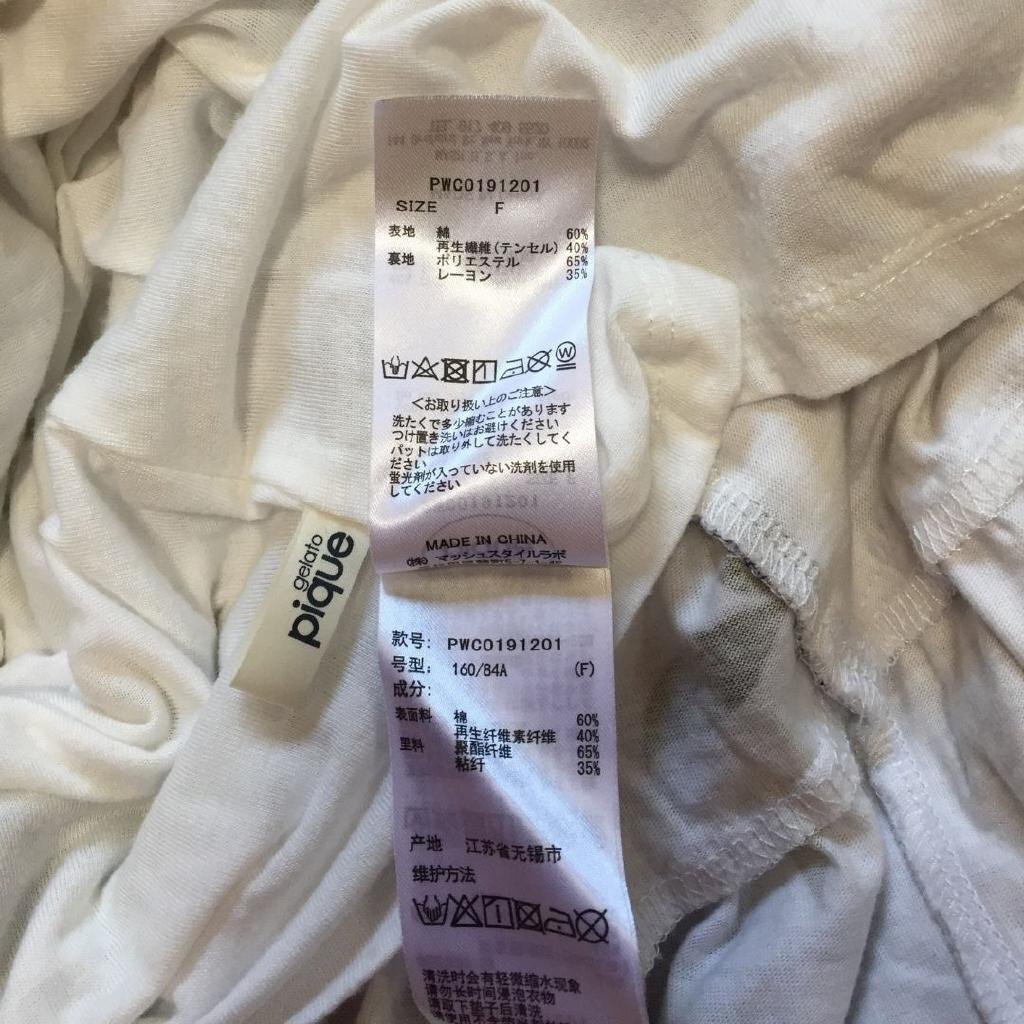 PWC0191201
SIZE F
表地 綿 60%
再生繊維(テンセル) 40%
裏地 ポリエステル 65%
レーヨン 35%
W
<お取り扱い上のご注意>
洗たくで多少縮むことがあります
つけ置き洗いはお避けください
パットは取り外して洗たくしてく
ださい
蛍光剤が入っていない洗剤を使用
してください
MADE IN CHINA
(株) マッシュスタイルラボ
gelato
pique
款号: PWC0191201
号型: 160/84A (F)
成分:
表面料 棉 60%
再生纤维素纤维 40%
里料 聚酯纤维 65%
粘纤 35%
产地 江苏省无锡市
维护方法
清洗时会有轻微缩水现象
请勿长时间浸泡衣物
请取下垫子后清洗